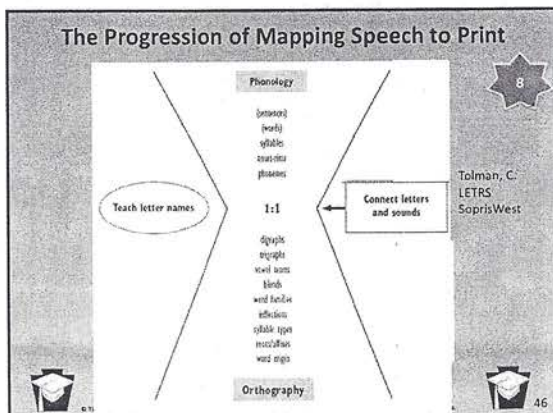 The Progression of Mapping Speech to Print
8
Phonology
(sentences)
(words)
syllables
onset-rime
phonemes
Teach letter names
1:1
Connect letters
and sounds
Tolman, C.
LETRS
SoprisWest
digraphs
trigraphs
vowel teams
blends
word families
inflections
syllable types
roots/affixes
word origin
Orthography
46